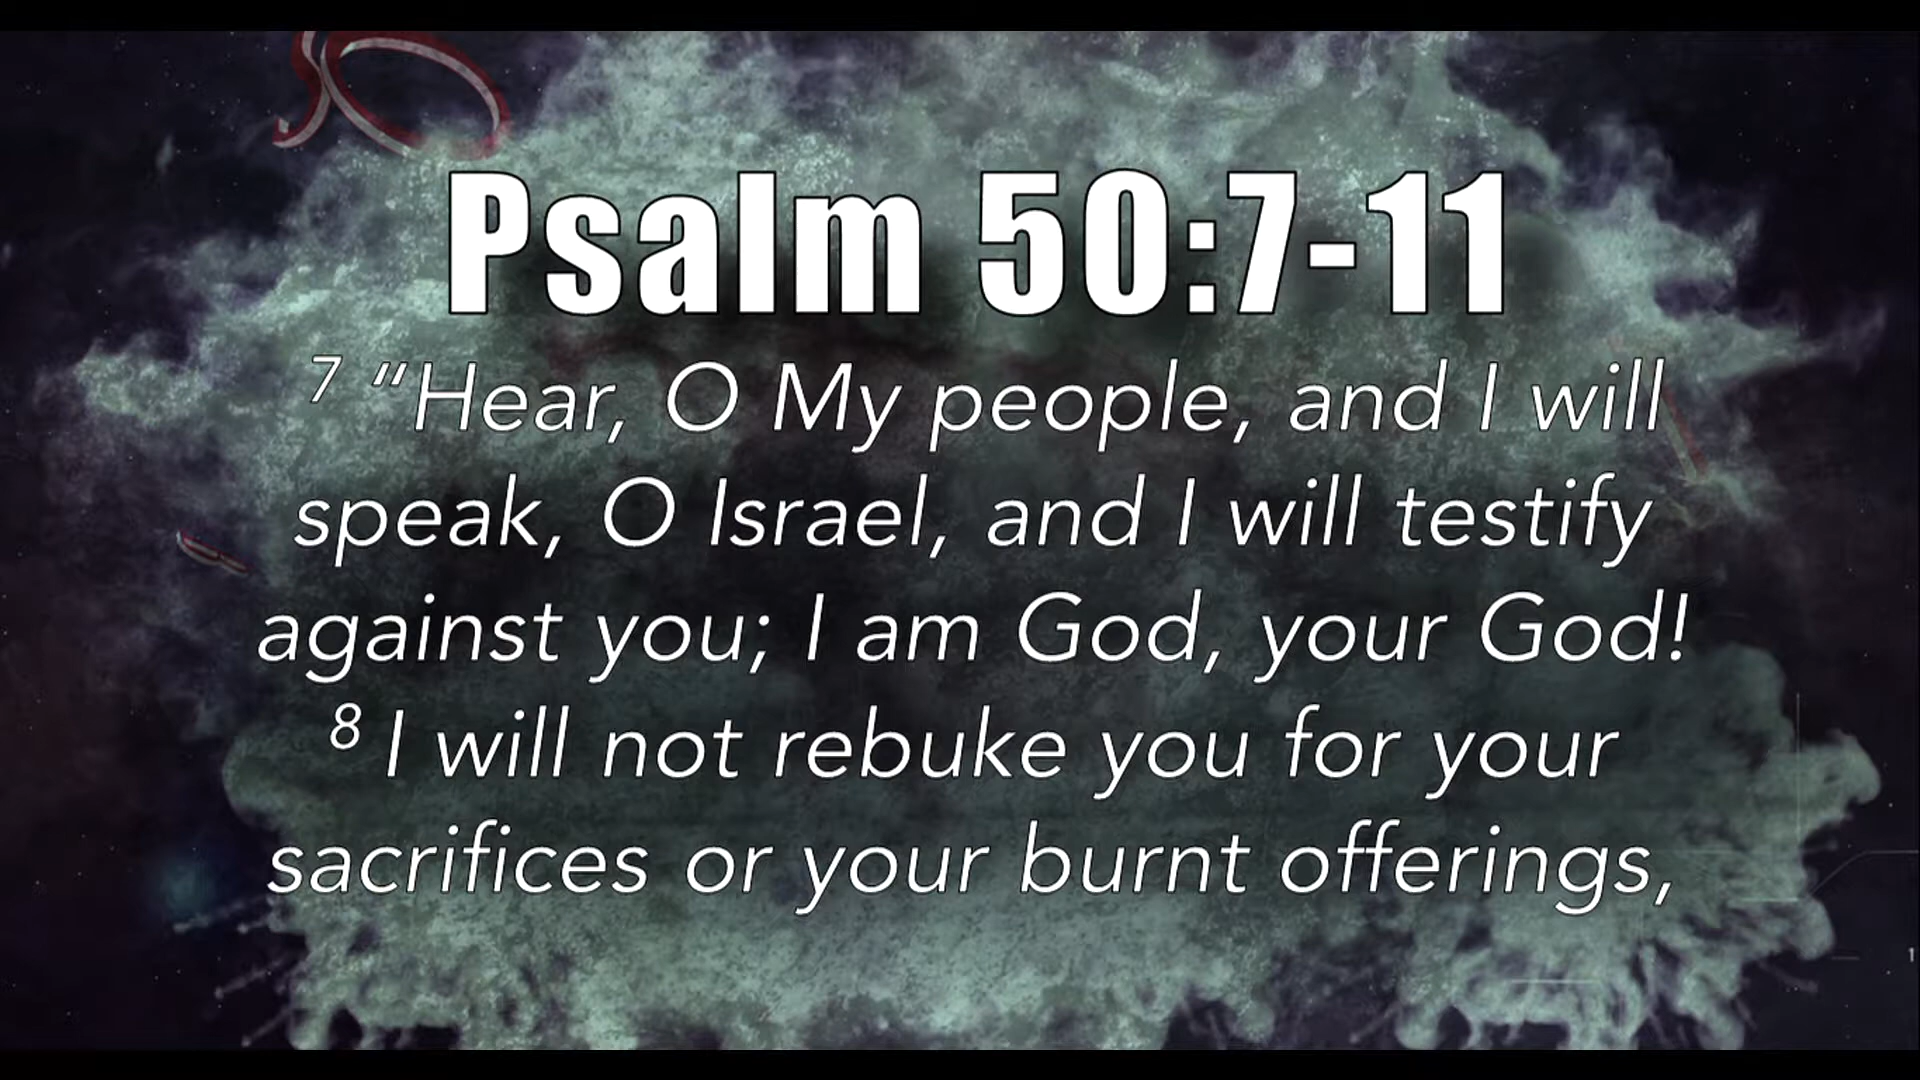 Psalm 50:7-11
7 “Hear, O My people, and I will
speak, O Israel, and I will testify
against you; I am God, your God!
8 I will not rebuke you for your
sacrifices or your burnt offerings,
1